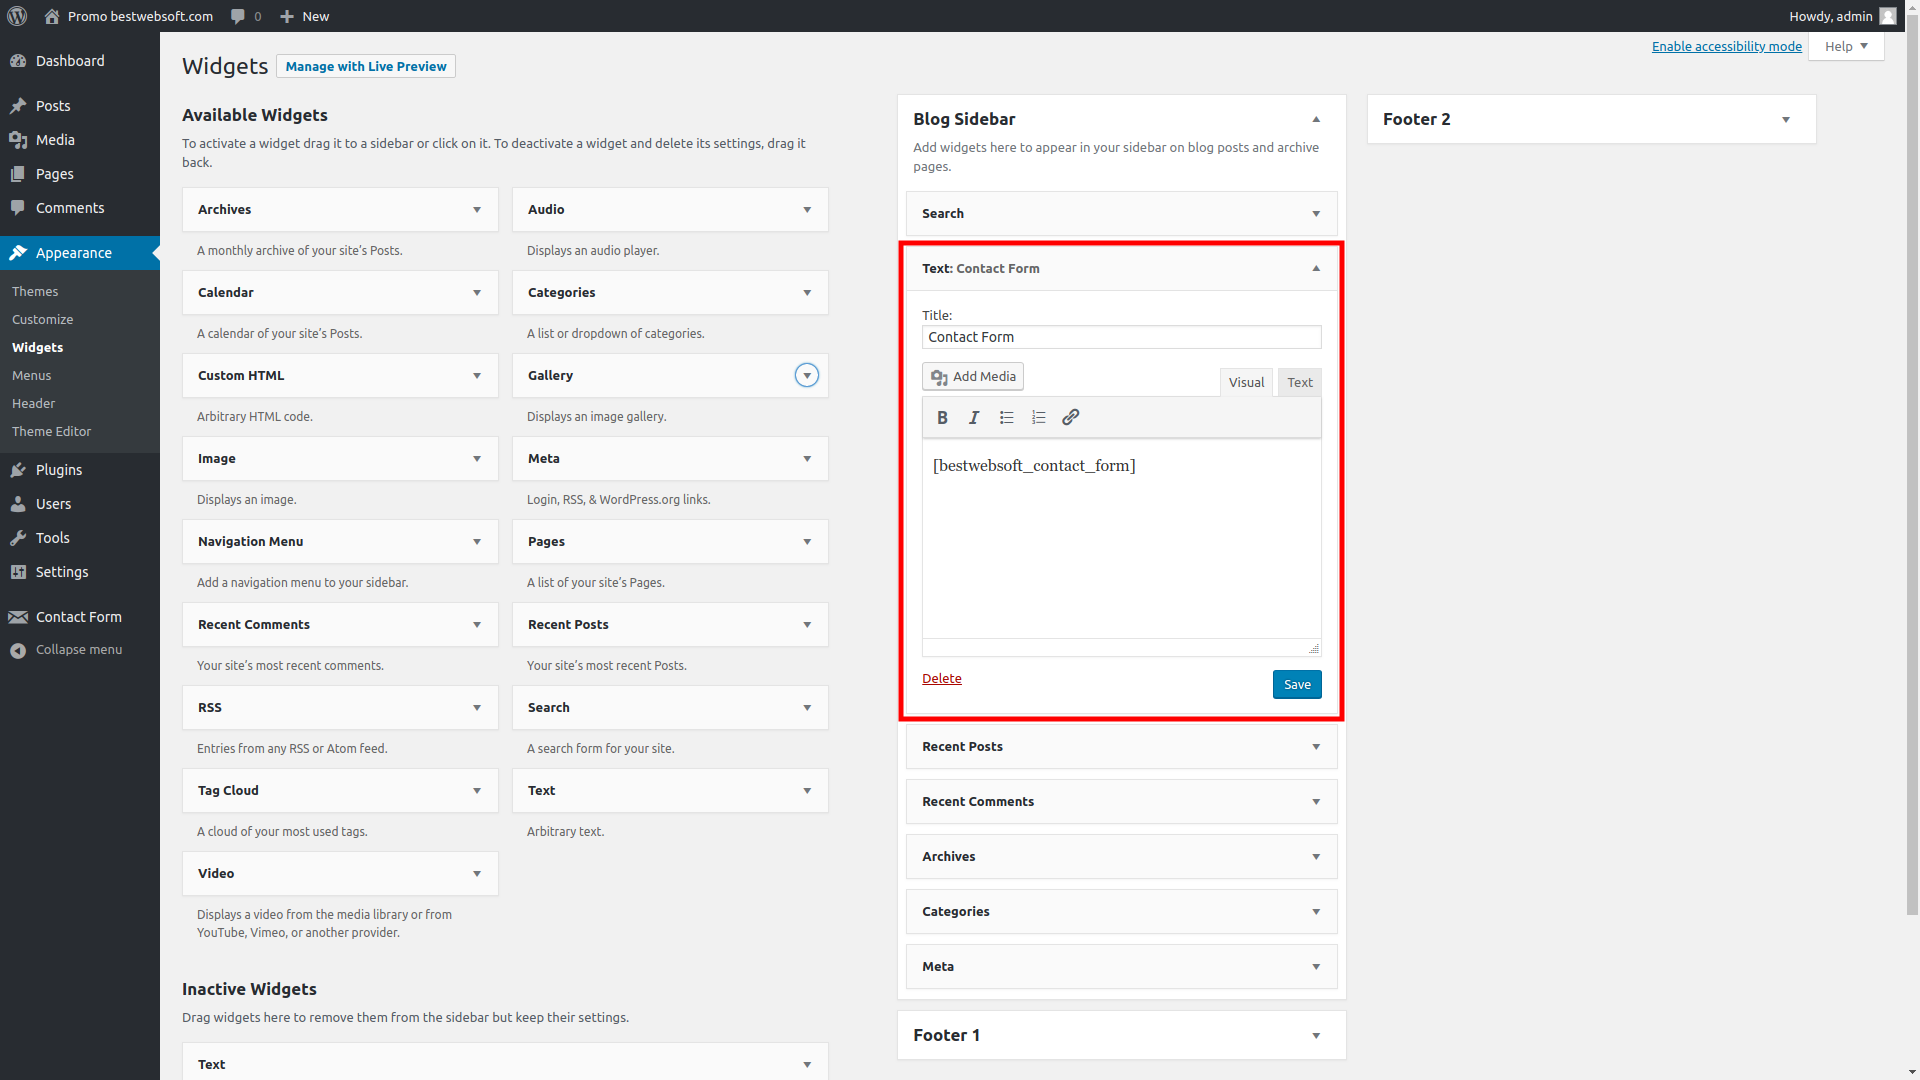 Promo bestwebsoft.com
0
New
Howdy, admin
Dashboard
Posts
Media
Pages
Comments
Appearance
Themes
Customize
Widgets
Menus
Header
Theme Editor
Plugins
Users
Tools
Settings
Contact Form
Collapse menu
Enable accessibility mode
Help
Widgets
Manage with Live Preview
Available Widgets
To activate a widget drag it to a sidebar or click on it. To deactivate a widget and delete its settings, drag it
back.
Archives
Audio
A monthly archive of your site's Posts.
Displays an audio player.
Calendar
Categories
A calendar of your site's Posts.
A list or dropdown of categories.
Custom HTML
Gallery
Arbitrary HTML code.
Displays an image gallery.
Image
Meta
Displays an image.
Login, RSS, & WordPress.org links.
Navigation Menu
Pages
Add a navigation menu to your sidebar.
A list of your site's Pages.
Recent Comments
Recent Posts
Your site's most recent comments.
Your site's most recent Posts.
RSS
Search
Entries from any RSS or Atom feed.
A search form for your site.
Tag Cloud
Text
A cloud of your most used tags.
Arbitrary text.
Video
Displays a video from the media library or from
YouTube, Vimeo, or another provider.
Inactive Widgets
Drag widgets here to remove them from the sidebar but keep their settings.
Text
Blog Sidebar
Add widgets here to appear in your sidebar on blog posts and archive
pages.
Search
Text: Contact Form
Title:
Contact Form
Add Media
Visual
Text
B I
[bestwebsoft_contact_form]
Delete
Save
Recent Posts
Recent Comments
Archives
Categories
Meta
Footer 1
Footer 2